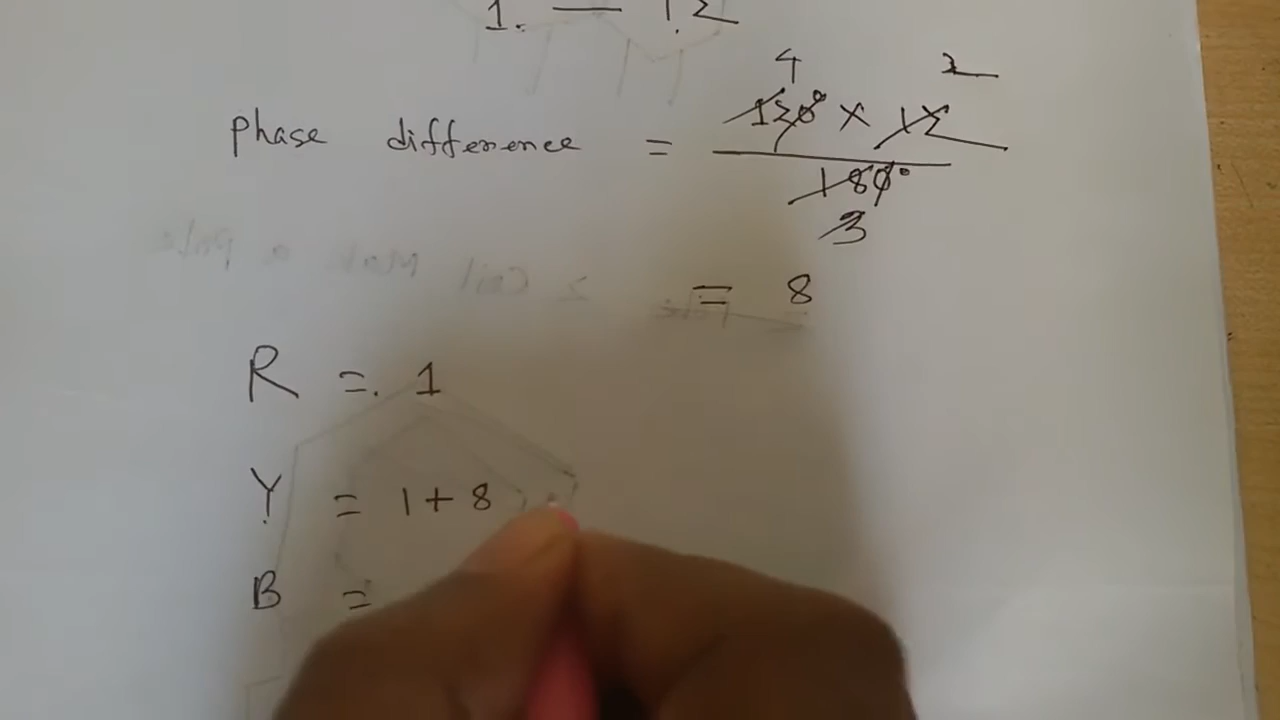 1. — 12
4 2
phase difference = 120° × 12
180°
3
= 8
R = 1
Y = 1 + 8
B =